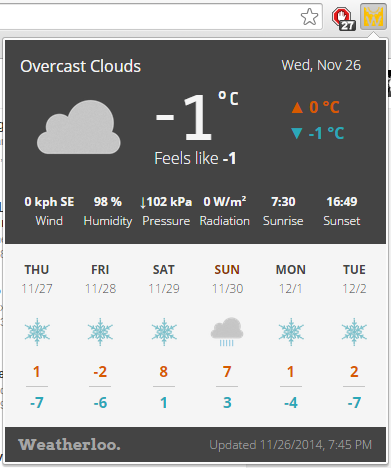 27
Overcast Clouds
Wed, Nov 26
-1°C
▲ 0 °C
▼ -1 °C
Feels like -1
0 kph SE 98 % ↓102 kPa 0 W/m² 7:30 16:49
Wind Humidity Pressure Radiation Sunrise Sunset
THU FRI SAT SUN MON TUE
11/27 11/28 11/29 11/30 12/1 12/2
1 -2 8 7 1 2
-7 -6 1 3 -4 -7
Weatherloo.
Updated 11/26/2014, 7:45 PM